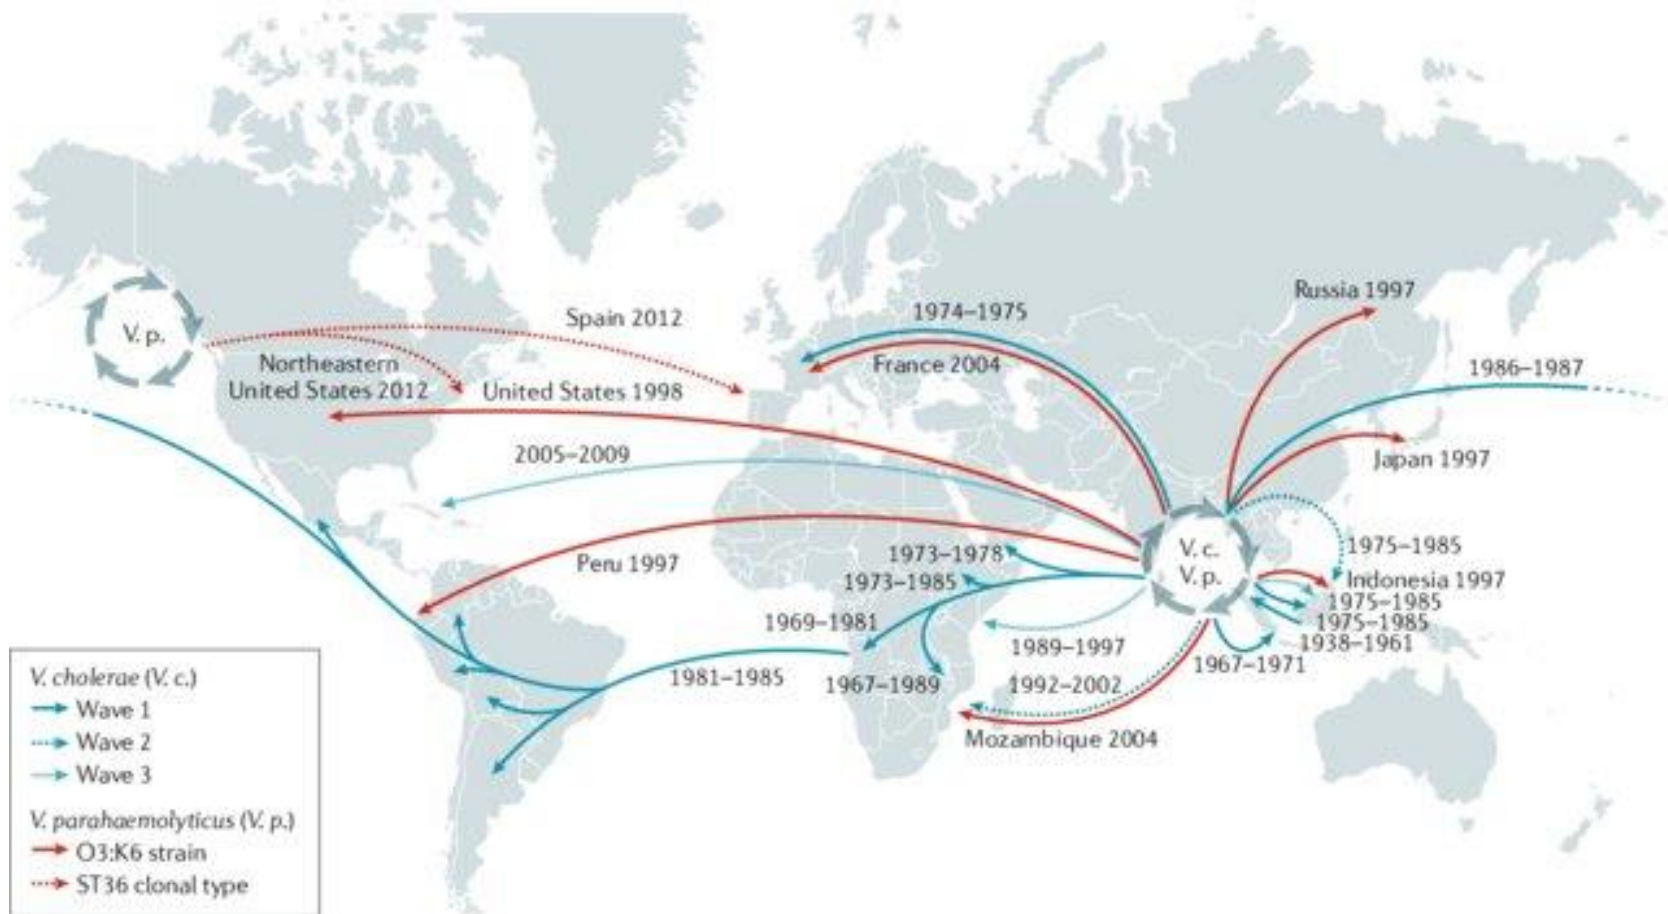 Russia 1997
Spain 2012
1974–1975
V. p.
Northeastern
United States 2012
United States 1998
France 2004
1986–1987
2005–2009
Japan 1997
Peru 1997
1973–1978
V. c.
V. p.
1975–1985
1973–1985
Indonesia 1997
1975–1985
1969–1981
1975–1985
1989–1997
1938–1961
1981–1985
1967–1989
1992–2002
1967–1971
Mozambique 2004
V. cholerae (V. c.)
Wave 1
Wave 2
Wave 3
V. parahaemolyticus (V. p.)
O3:K6 strain
ST36 clonal type